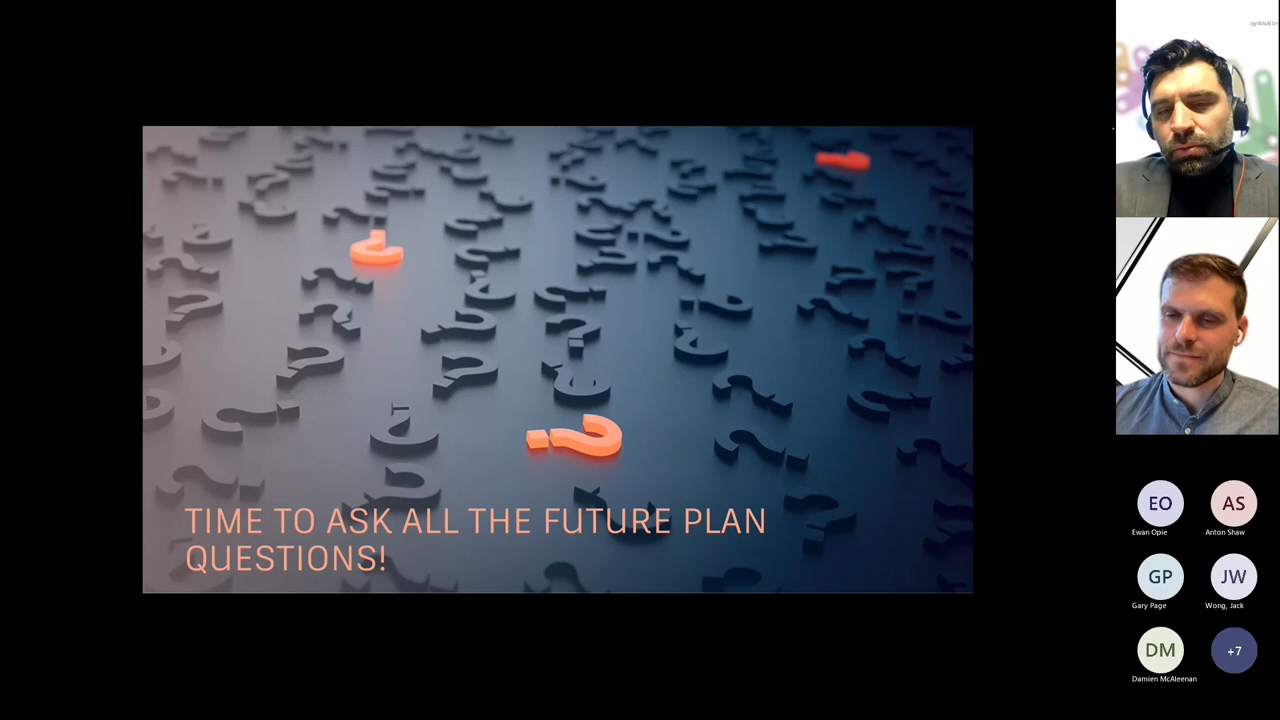 TIME TO ASK ALL THE FUTURE PLAN
QUESTIONS!
EO
AS
Ewan Opie
Anton Shaw
GP
JW
Gary Page
Wong, Jack
DM
+7
Damien McAleenan